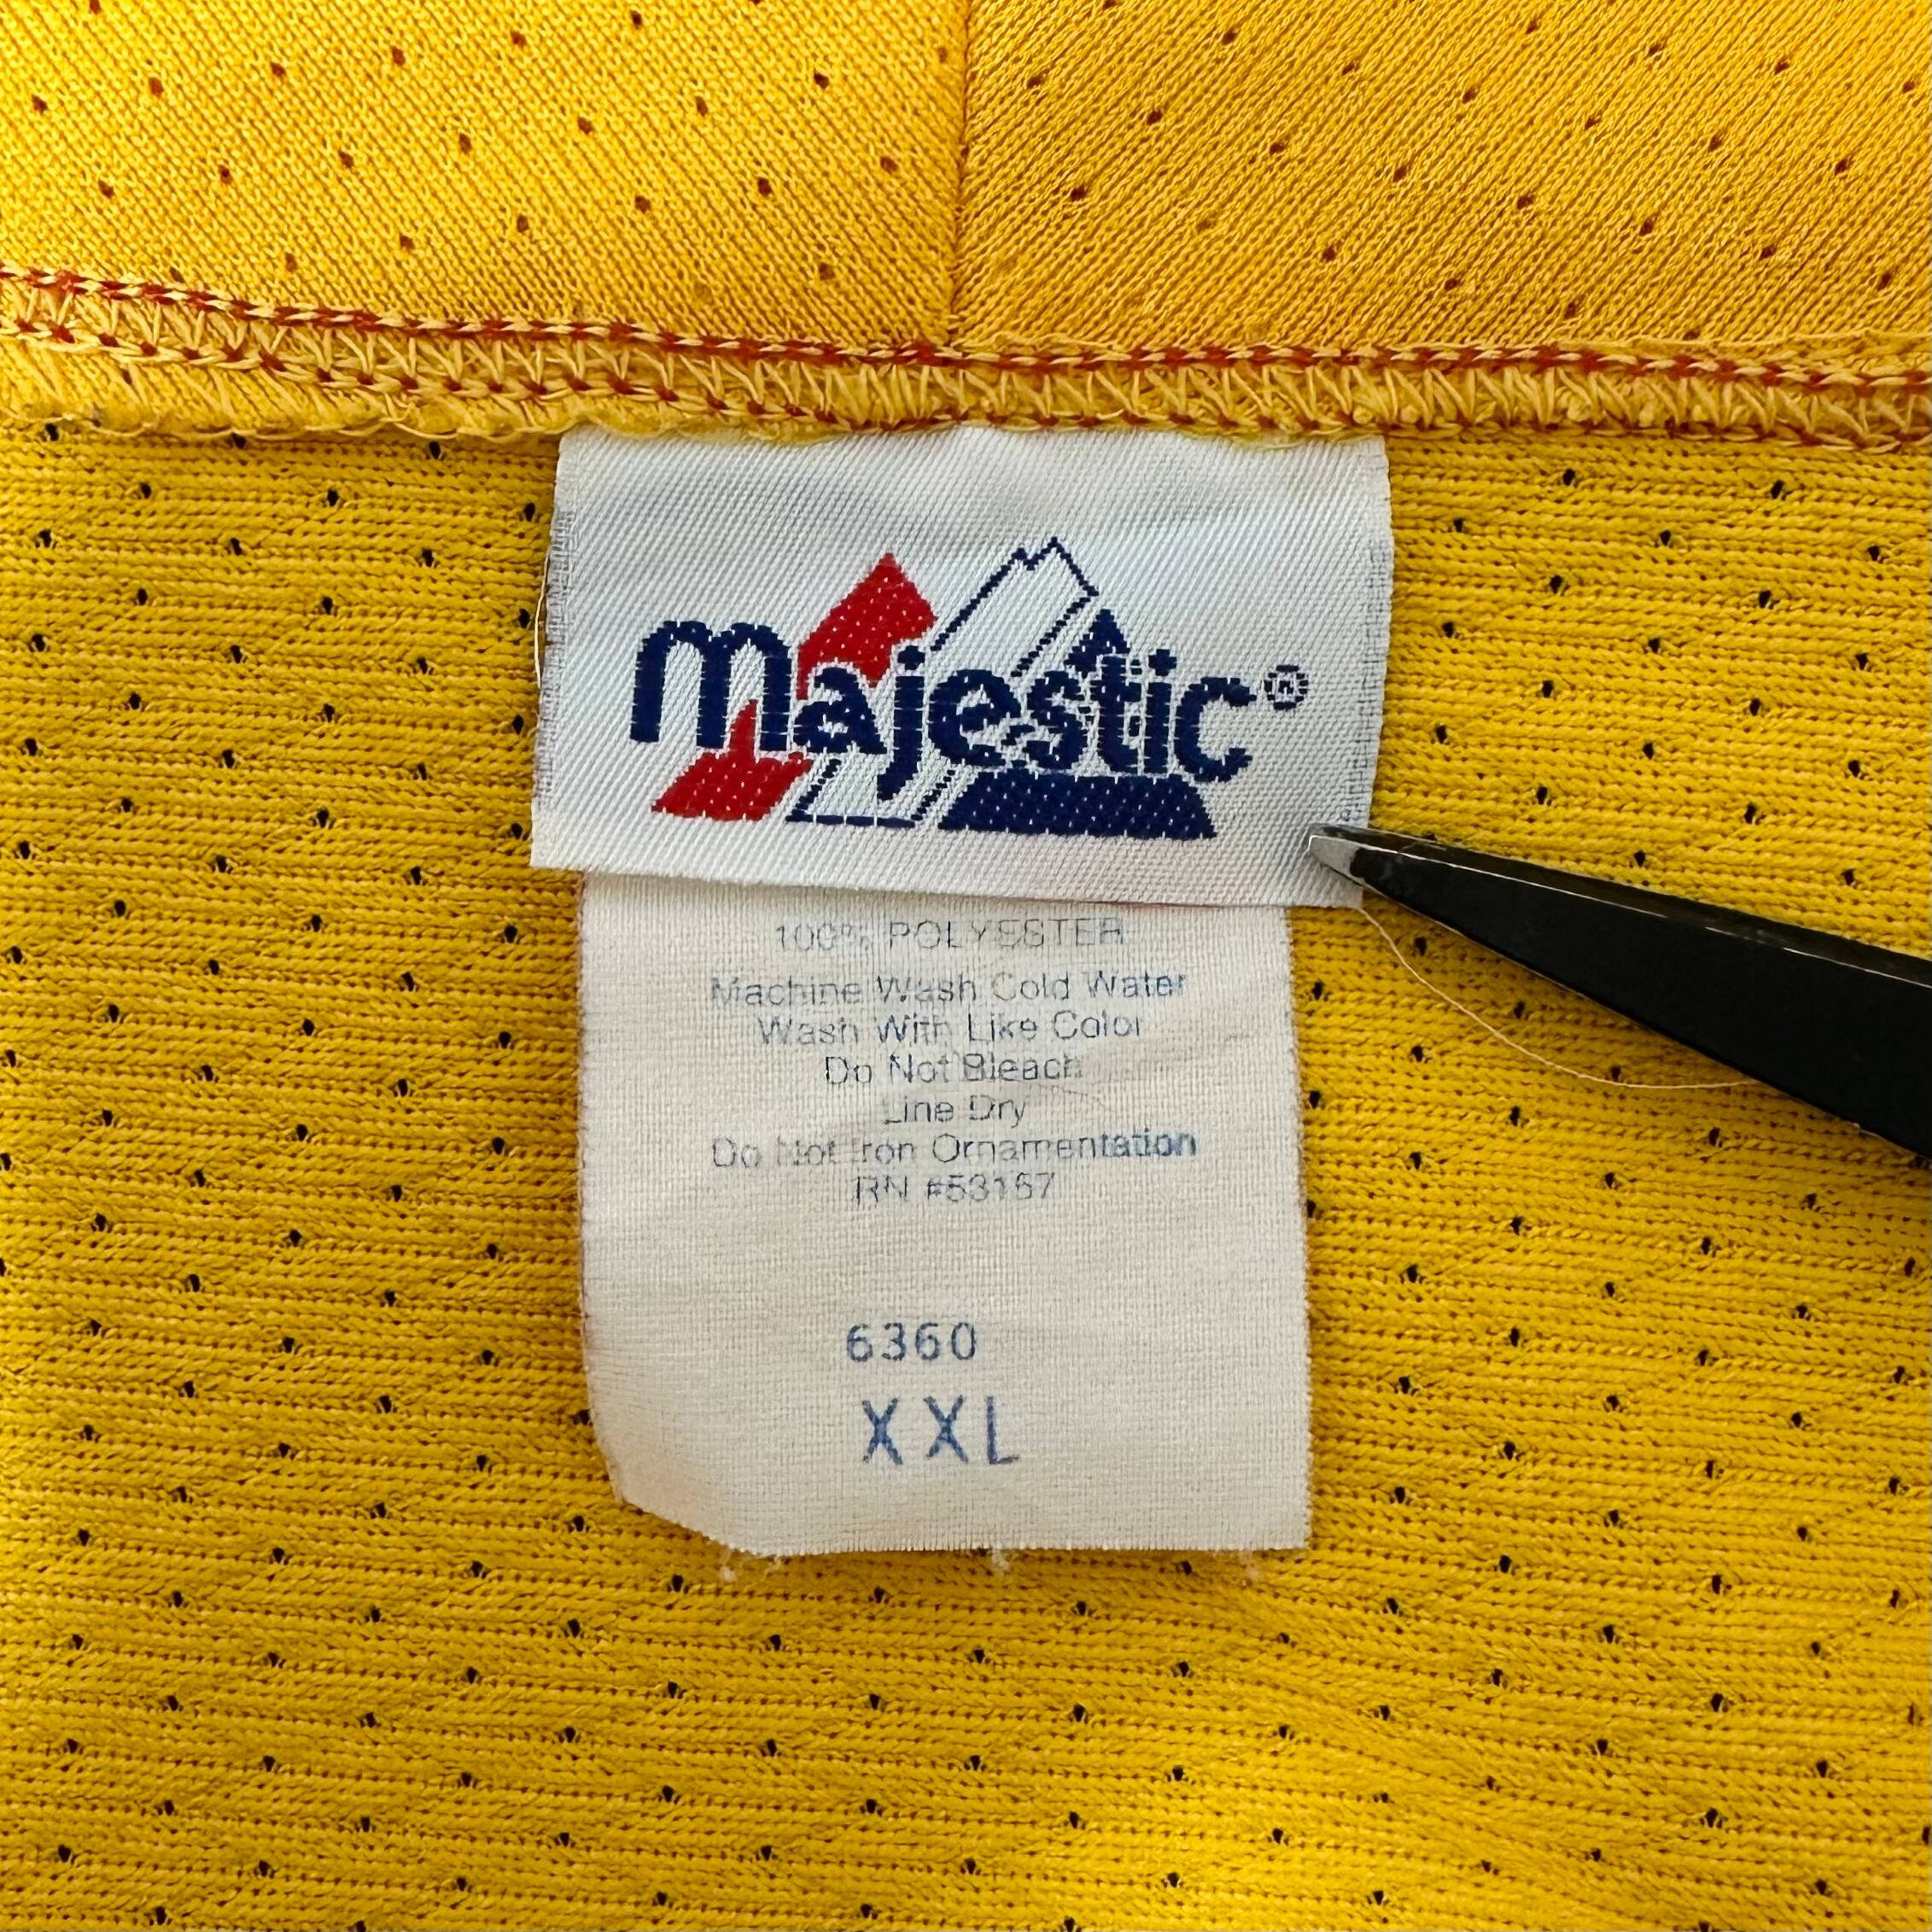 Majestic®
100% POLYESTER
Machine Wash Cold Water
Wash With Like Color
Do Not Bleach
Line Dry
Do Not Iron Ornamentation
RN #53157
6360
XXL